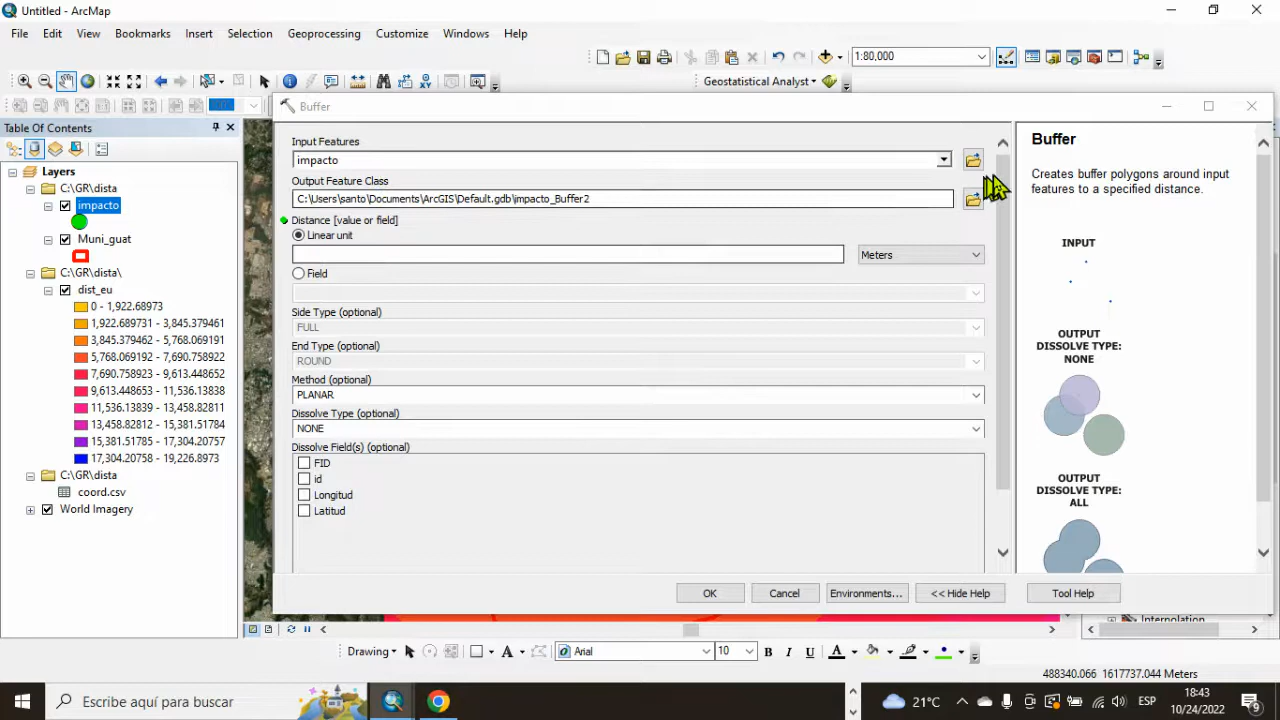 Untitled - ArcMap
File Edit View Bookmarks Insert Selection Geoprocessing Customize Windows Help
1:80,000
Geostatistical Analyst
Table Of Contents
Layers
C:\GR\dista
impacto
Muni_guat
C:\GR\dista\
dist_eu
0 - 1,922.68973
1,922.689731 - 3,845.379461
3,845.379462 - 5,768.069191
5,768.069192 - 7,690.758922
7,690.758923 - 9,613.448653
9,613.448654 - 11,536.13838
11,536.13839 - 13,458.82811
13,458.82812 - 15,381.51784
15,381.51785 - 17,304.20757
17,304.20758 - 19,226.8973
C:\GR\dista
coord.csv
World Imagery
Buffer
Input Features
impacto
Output Feature Class
C:\Users\santo\Documents\ArcGIS\Default.gdb\impacto_Buffer2
Distance [value or field]
Linear unit
Meters
Field
Side Type (optional)
FULL
End Type (optional)
ROUND
Method (optional)
PLANAR
Dissolve Type (optional)
NONE
Dissolve Field(s) (optional)
FID
id
Longitud
Latitud
OK Cancel Environments... << Hide Help Tool Help
Buffer
Creates buffer polygons around input
features to a specified distance.
INPUT
OUTPUT
DISSOLVE TYPE:
NONE
OUTPUT
DISSOLVE TYPE:
ALL
Interpolation
Drawing Arial 10 B I U A
488340.066 1617737.044 Meters
Escribe aquí para buscar
21°C ESP
18:43
10/24/2022
9